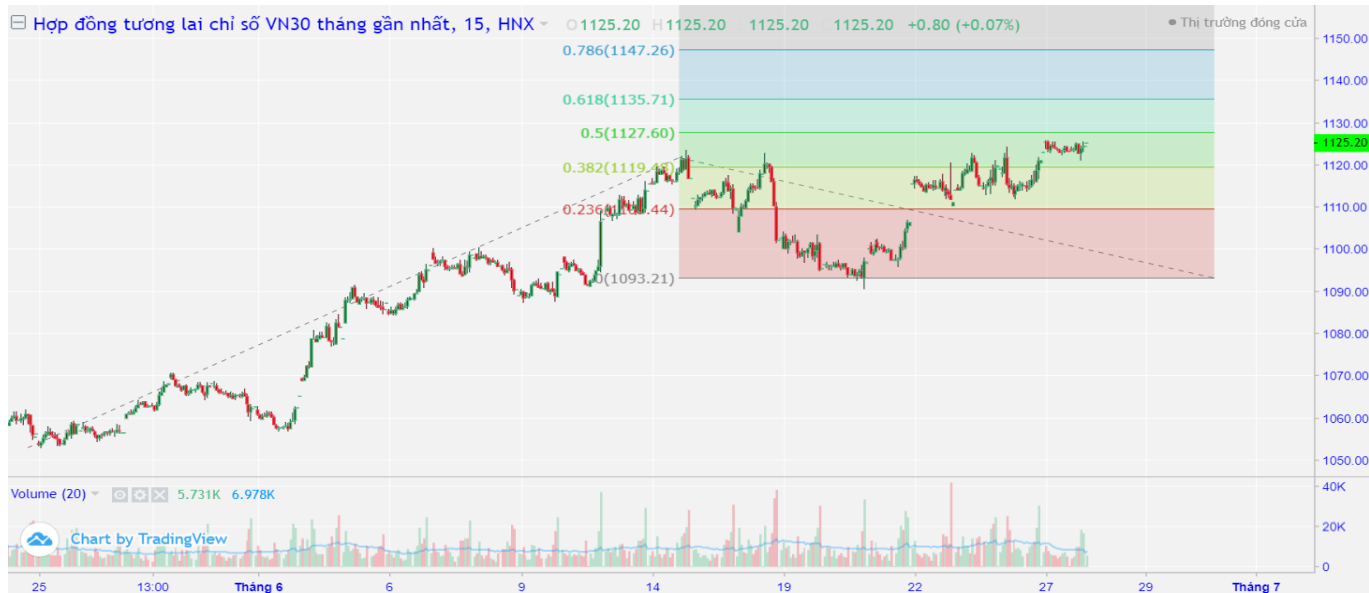 Hợp đồng tương lai chỉ số VN30 tháng gần nhất, 15, HNX O1125.20 H1125.20 1125.20 1125.20 +0.80 (+0.07%)
Thị trường đóng cửa
0.786(1147.26)
0.618(1135.71)
0.5(1127.60)
0.382(1119.48)
0(1093.21)
1150.00
1140.00
1130.00
1125.20
1120.00
1110.00
1100.00
1090.00
1080.00
1070.00
1060.00
1050.00
Volume (20) 5.731K 6.978K
Chart by TradingView
40K
20K
0
25 13:00 Tháng 6 6 9 14 19 22 27 29 Tháng 7